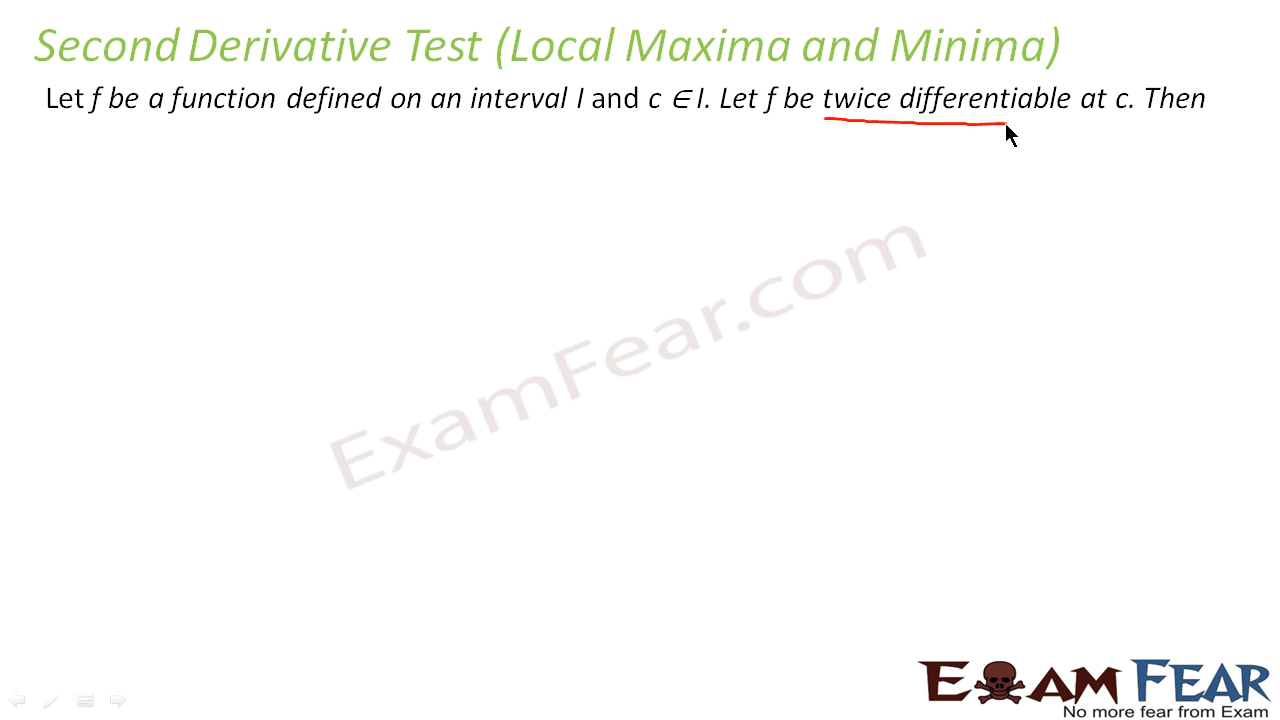 Second Derivative Test (Local Maxima and Minima)
Let f be a function defined on an interval I and c ∈ I. Let f be twice differentiable at c. Then
ExamFear.com
EXAM FEAR
No more fear from Exam